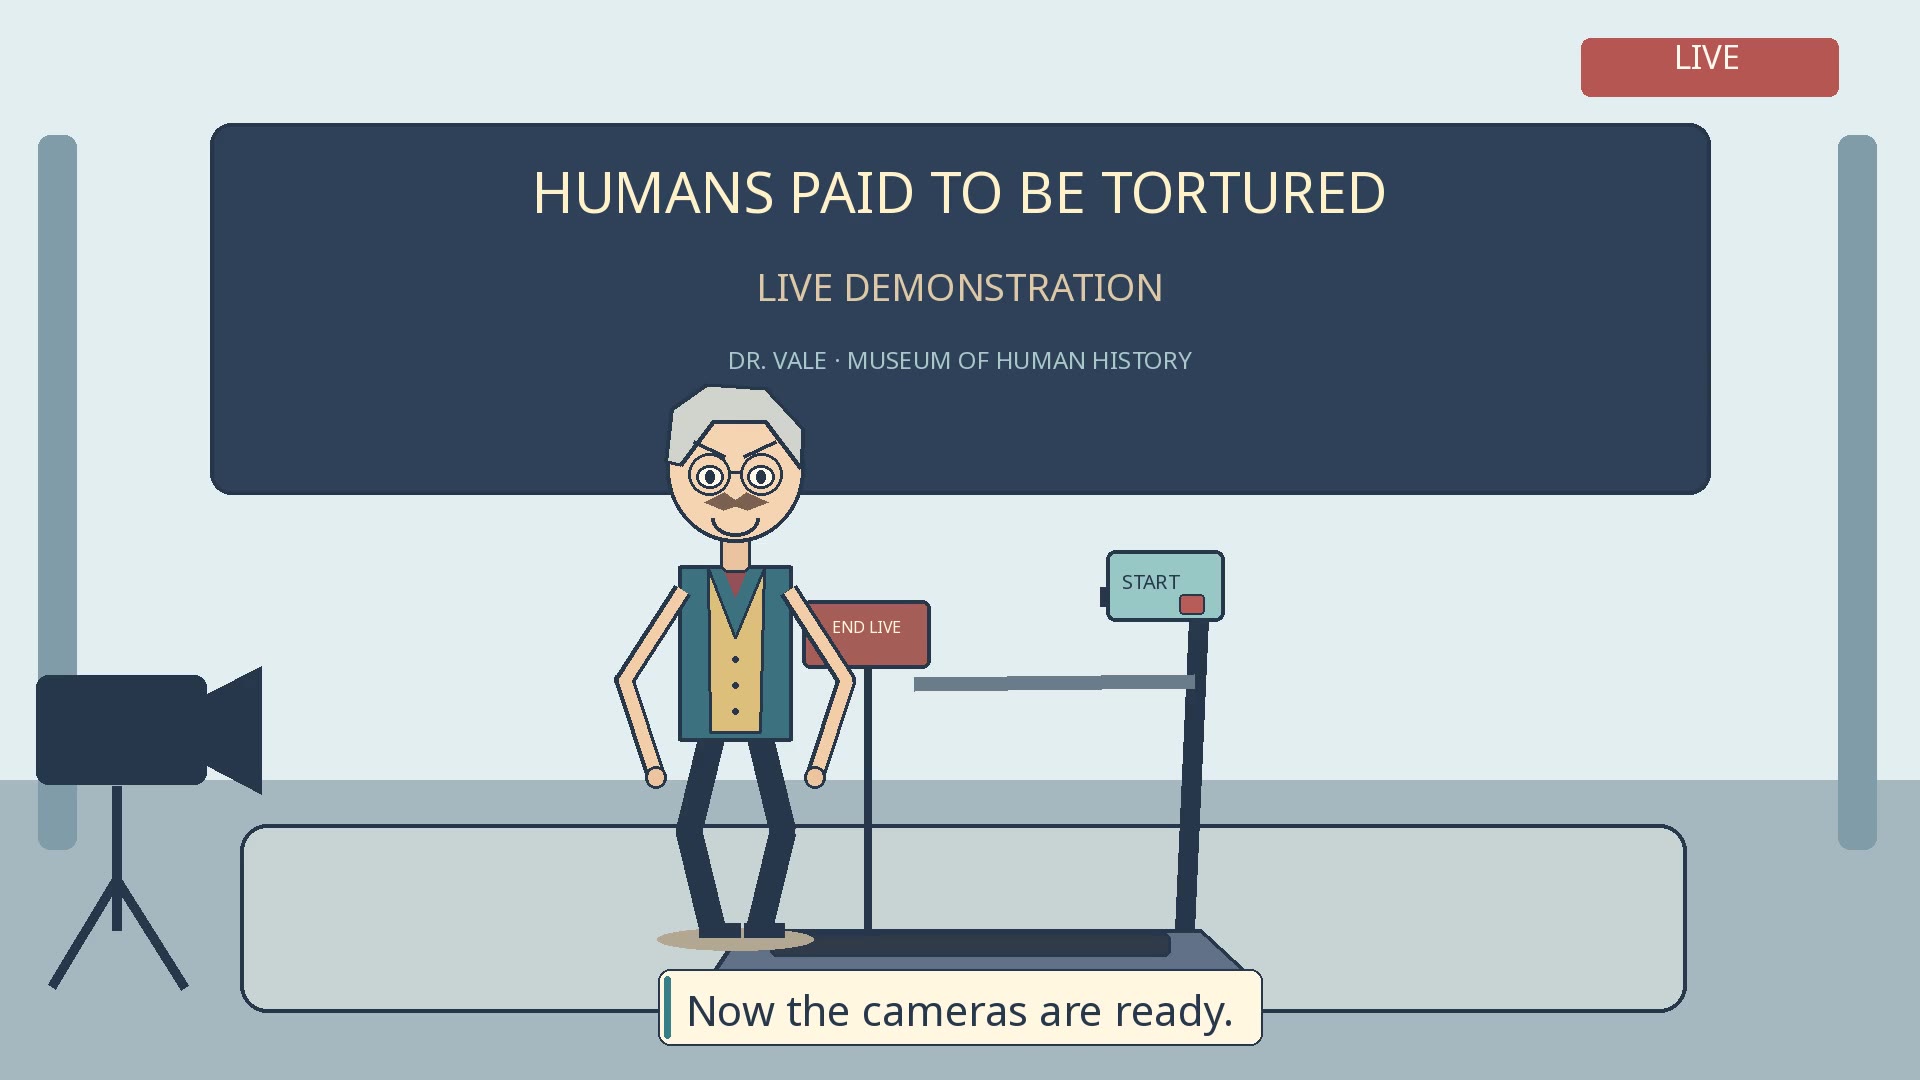 LIVE
HUMANS PAID TO BE TORTURED
LIVE DEMONSTRATION
DR. VALE · MUSEUM OF HUMAN HISTORY
START
END LIVE
Now the cameras are ready.